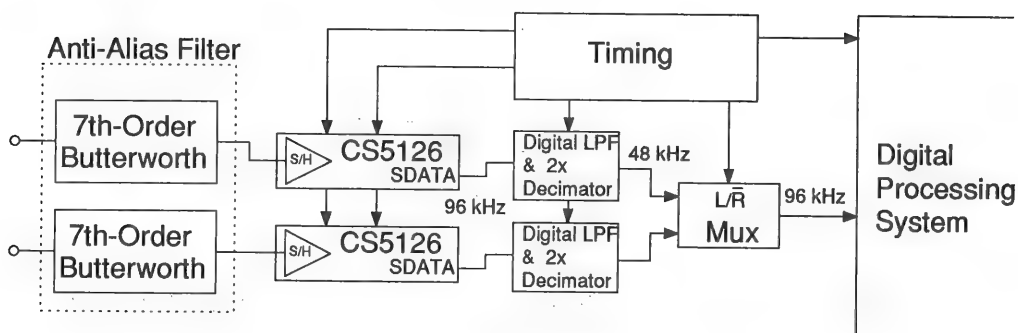 Anti-Alias Filter
Timing
7th-Order
Butterworth
S/H
CS5126
SDATA
Digital LPF
& 2x
Decimator
48 kHz
Digital
Processing
System
96 kHz
L/R̅
Mux
96 kHz
7th-Order
Butterworth
S/H
CS5126
SDATA
Digital LPF
& 2x
Decimator